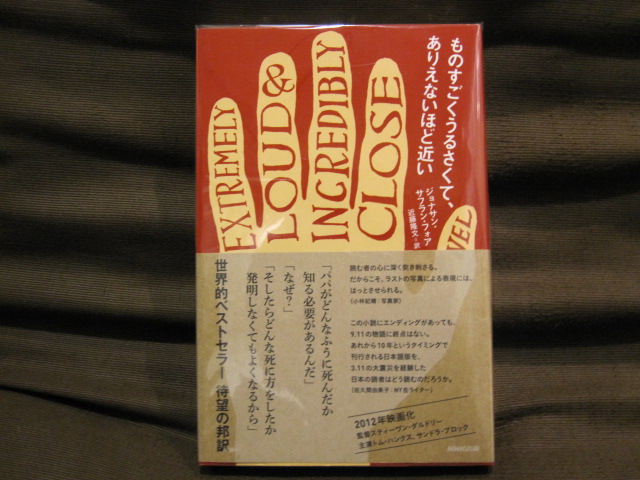 ものすごくうるさくて、
ありえないほど近い
ジョナサン・
サフラン・フォア
近藤隆文=訳
EXTREMELY
LOUD &
INCREDIBLY
CLOSE
VEL
「パパがどんなふうに死んだか
知る必要があるんだ」
「なぜ?」
「そしたらどんな死に方をしたか
発明しなくてもよくなるから」
世界的ベストセラー 待望の邦訳
読む者の心に深く突き刺さる。
だからこそ、ラストの写真による表現には、
はっとさせられる。
(小林紀晴:写真家)
この小説にエンディングがあっても、
9.11の物語に終点はない。
あれから10年というタイミングで
刊行される日本語版を、
3.11の大震災を経験した
日本の読者はどう読むのだろうか。
(佐久間由美子:NY在ライター)
2012年映画化
監督スティーヴン・ダルドリー
主演トム・ハンクス、サンドラ・ブロック
NHK出版